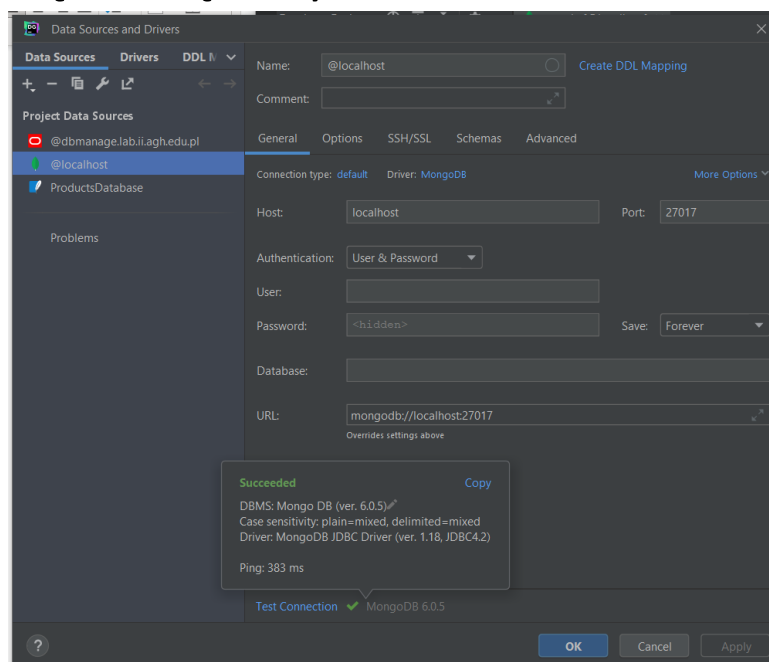 Data Sources and Drivers
Data Sources Drivers DDL M
Name: @localhost Create DDL Mapping
Comment:
Project Data Sources
@dbmanage.lab.ii.agh.edu.pl
@localhost
ProductsDatabase
Problems
General Options SSH/SSL Schemas Advanced
Connection type: default Driver: MongoDB More Options
Host: localhost Port: 27017
Authentication: User & Password
User:
Password: <hidden> Save: Forever
Database:
URL: mongodb://localhost:27017
Overrides settings above
Succeeded Copy
DBMS: Mongo DB (ver. 6.0.5)
Case sensitivity: plain=mixed, delimited=mixed
Driver: MongoDB JDBC Driver (ver. 1.18, JDBC4.2)
Ping: 383 ms
Test Connection MongoDB 6.0.5
? OK Cancel Apply